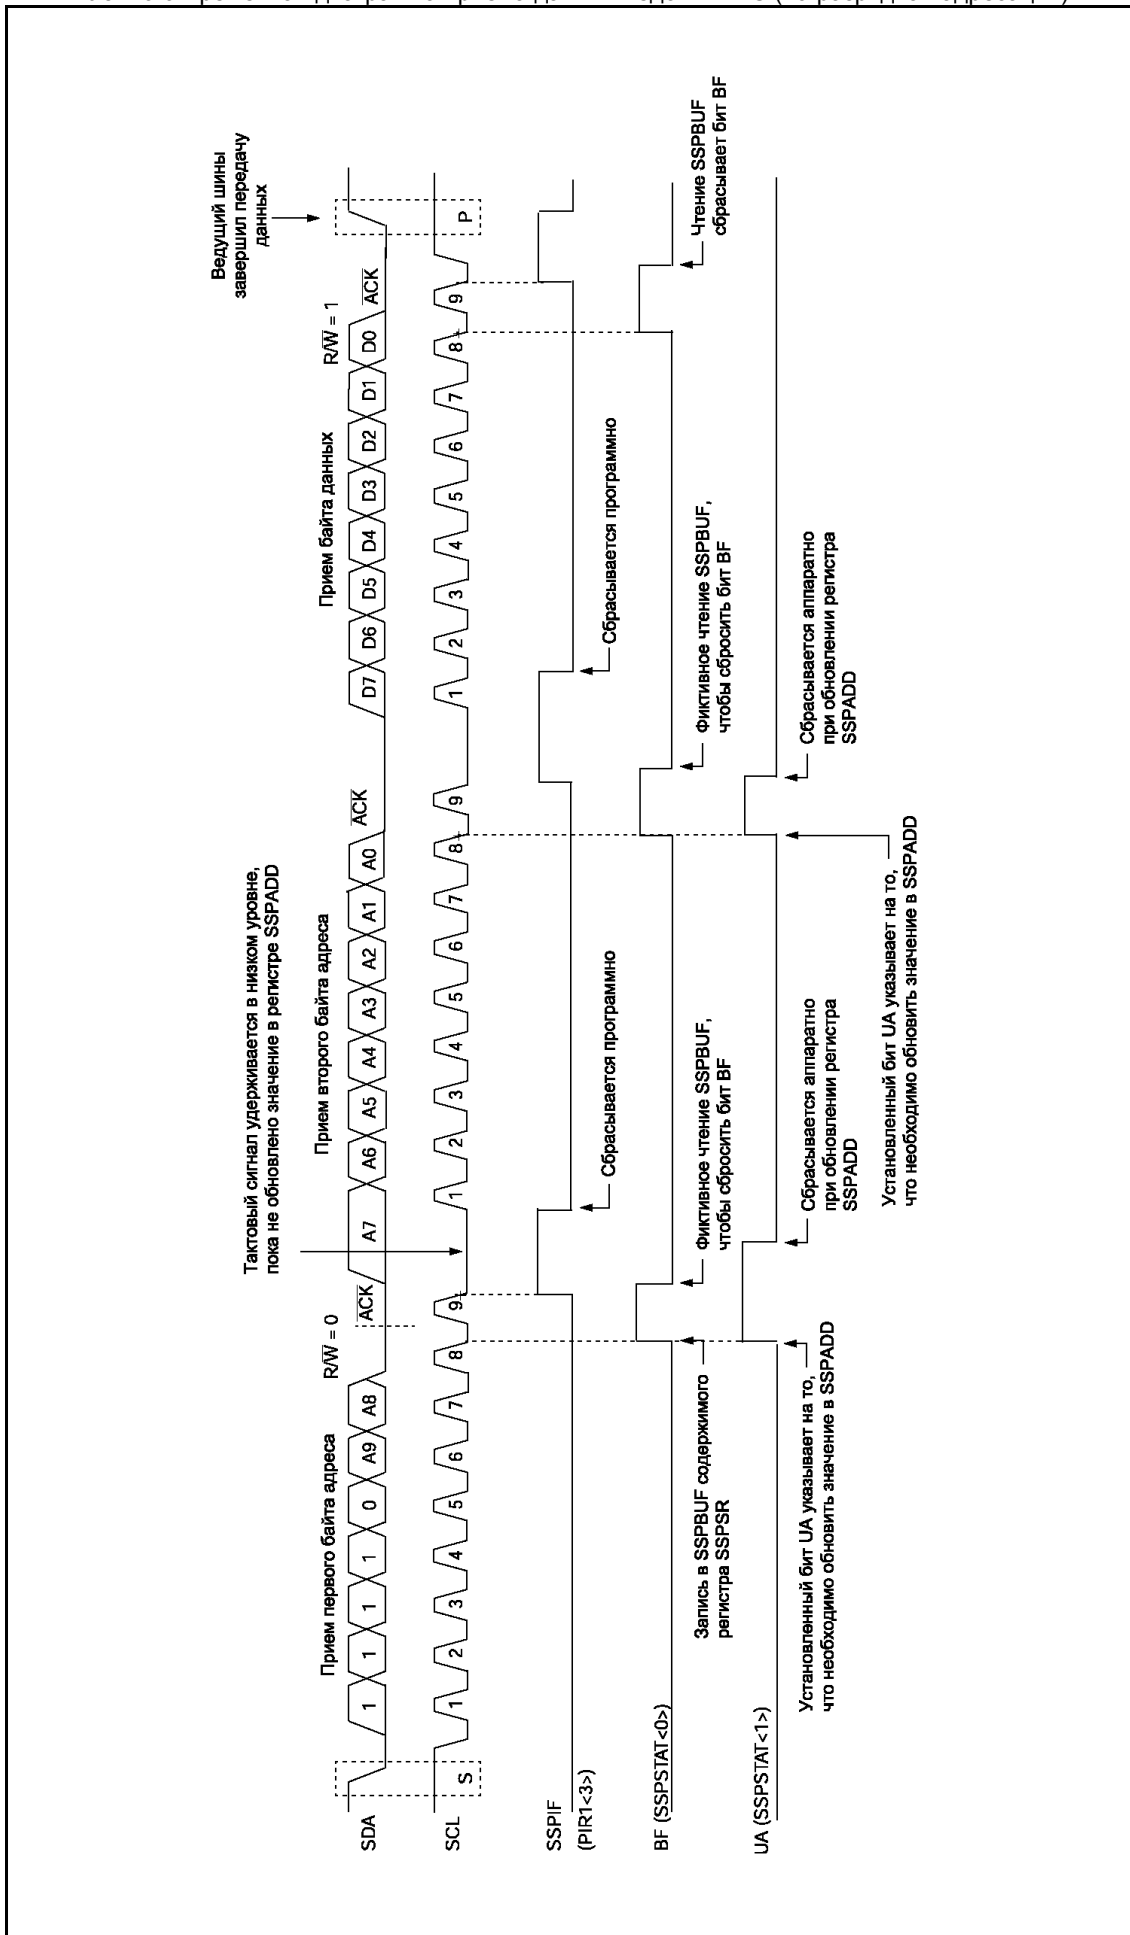 Ведущий шины
завершил передачу
данных
Тактовый сигнал удерживается в низком уровне,
пока не обновлено значение в регистре SSPADD
Прием первого байта адреса
R/W = 0
Прием второго байта адреса
Прием байта данных
R/W = 1
SDA
1 1 1 1 0 A9 A8 ACK A7 A6 A5 A4 A3 A2 A1 A0 ACK D7 D6 D5 D4 D3 D2 D1 D0 ACK
SCL
S 1 2 3 4 5 6 7 8 9 1 2 3 4 5 6 7 8 9 1 2 3 4 5 6 7 8 9 P
SSPIF
(PIR1<3>)
Сбрасывается программно
Сбрасывается программно
BF (SSPSTAT<0>)
Запись в SSPBUF содержимого
регистра SSPSR
Фиктивное чтение SSPBUF,
чтобы сбросить бит BF
Фиктивное чтение SSPBUF,
чтобы сбросить бит BF
Чтение SSPBUF
сбрасывает бит BF
UA (SSPSTAT<1>)
Установленный бит UA указывает на то,
что необходимо обновить значение в SSPADD
Сбрасывается аппаратно
при обновлении регистра
SSPADD
Установленный бит UA указывает на то,
что необходимо обновить значение в SSPADD
Сбрасывается аппаратно
при обновлении регистра
SSPADD